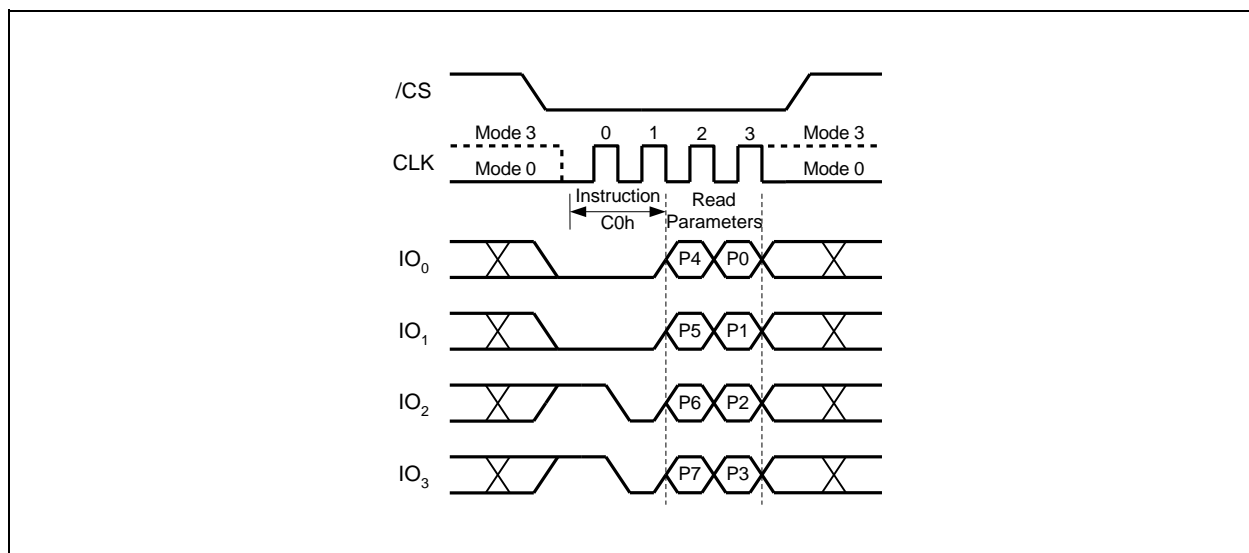 /CS
Mode 3 0 1 2 3 Mode 3
CLK Mode 0 Mode 0
Instruction Read
C0h Parameters
IO0 P4 P0
IO1 P5 P1
IO2 P6 P2
IO3 P7 P3